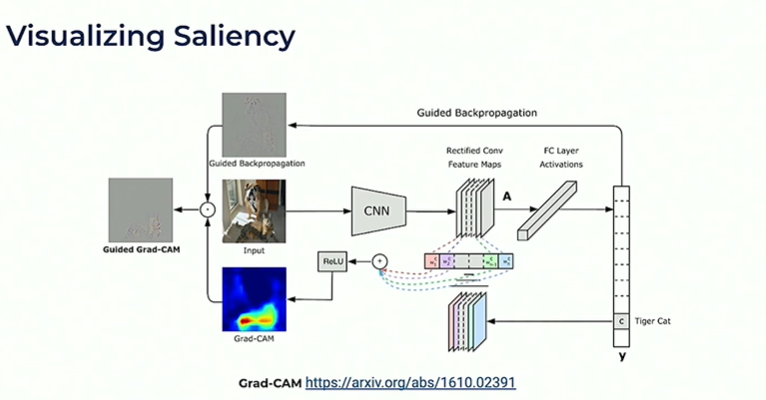 Visualizing Saliency
Guided Backpropagation
Rectified Conv
Feature Maps
FC Layer
Activations
Guided Backpropagation
A
CNN
Guided Grad-CAM
Input
ReLU
+
Grad-CAM
c
Tiger Cat
y
Grad-CAM https://arxiv.org/abs/1610.02391